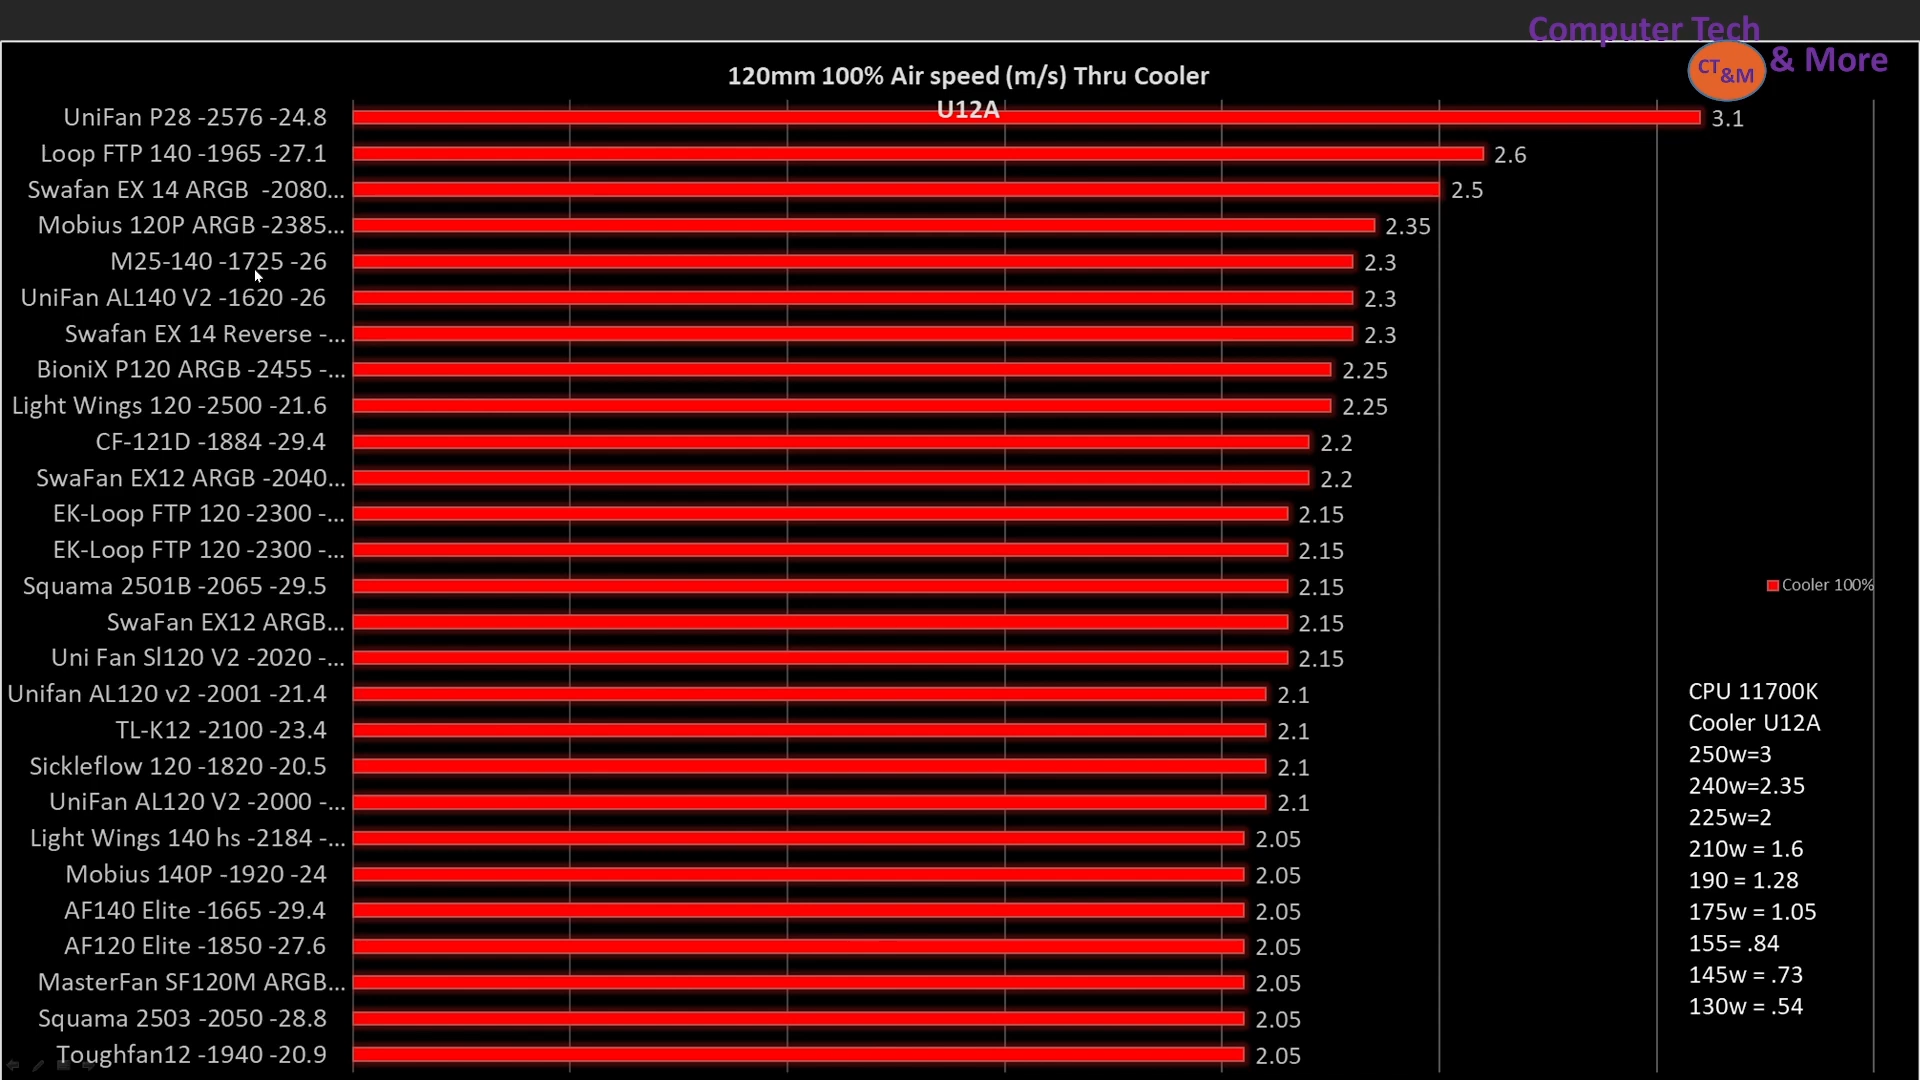 Computer Tech
CT
&M
& More
120mm 100% Air speed (m/s) Thru Cooler
U12A
UniFan P28 -2576 -24.8 3.1
Loop FTP 140 -1965 -27.1 2.6
Swafan EX 14 ARGB -2080... 2.5
Mobius 120P ARGB -2385... 2.35
M25-140 -1725 -26 2.3
UniFan AL140 V2 -1620 -26 2.3
Swafan EX 14 Reverse -... 2.3
BioniX P120 ARGB -2455 -... 2.25
Light Wings 120 -2500 -21.6 2.25
CF-121D -1884 -29.4 2.2
SwaFan EX12 ARGB -2040... 2.2
EK-Loop FTP 120 -2300 -... 2.15
EK-Loop FTP 120 -2300 -... 2.15
Squama 2501B -2065 -29.5 2.15
SwaFan EX12 ARGB... 2.15
Uni Fan Sl120 V2 -2020 -... 2.15
Unifan AL120 v2 -2001 -21.4 2.1
TL-K12 -2100 -23.4 2.1
Sickleflow 120 -1820 -20.5 2.1
UniFan AL120 V2 -2000 -... 2.1
Light Wings 140 hs -2184 -... 2.05
Mobius 140P -1920 -24 2.05
AF140 Elite -1665 -29.4 2.05
AF120 Elite -1850 -27.6 2.05
MasterFan SF120M ARGB... 2.05
Squama 2503 -2050 -28.8 2.05
Toughfan12 -1940 -20.9 2.05
Cooler 100%
CPU 11700K
Cooler U12A
250w=3
240w=2.35
225w=2
210w = 1.6
190 = 1.28
175w = 1.05
155= .84
145w = .73
130w = .54